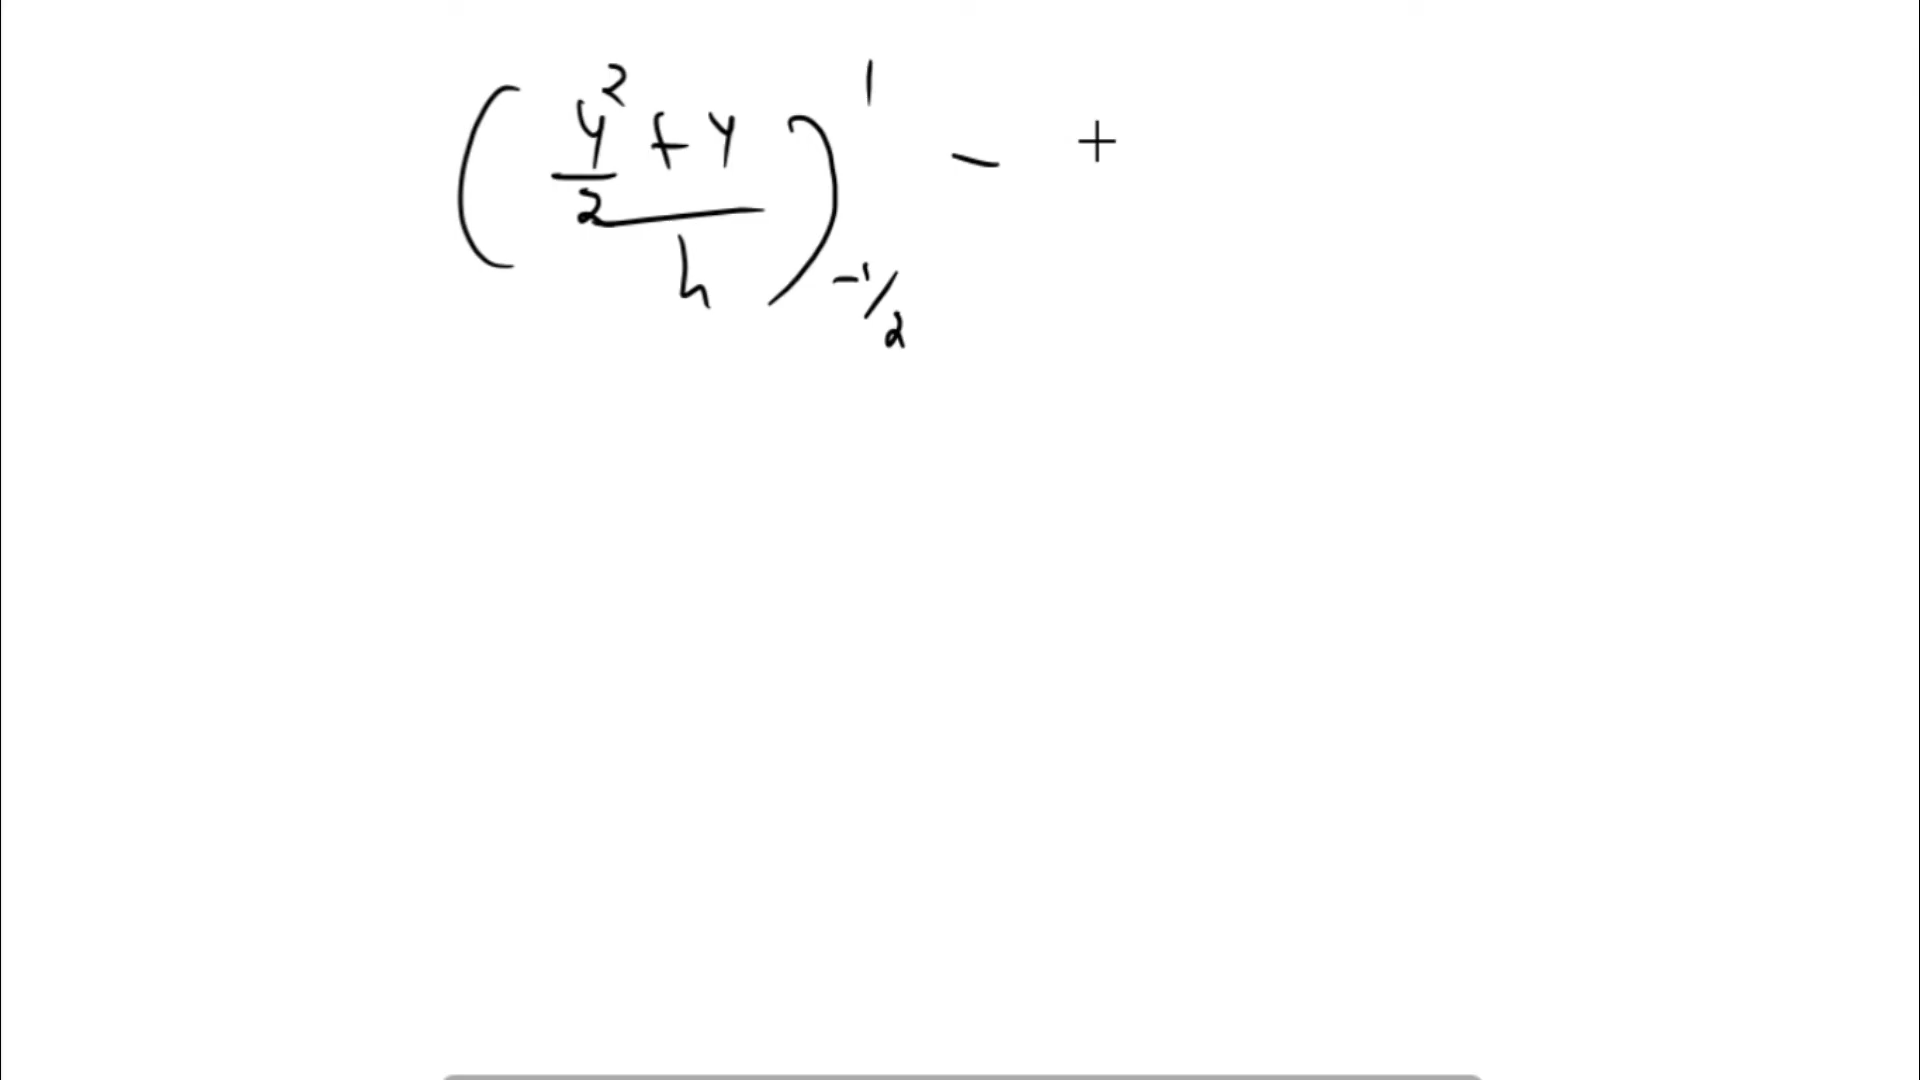 ( (y²/2 + y) / h )¹₋₁/₂ −